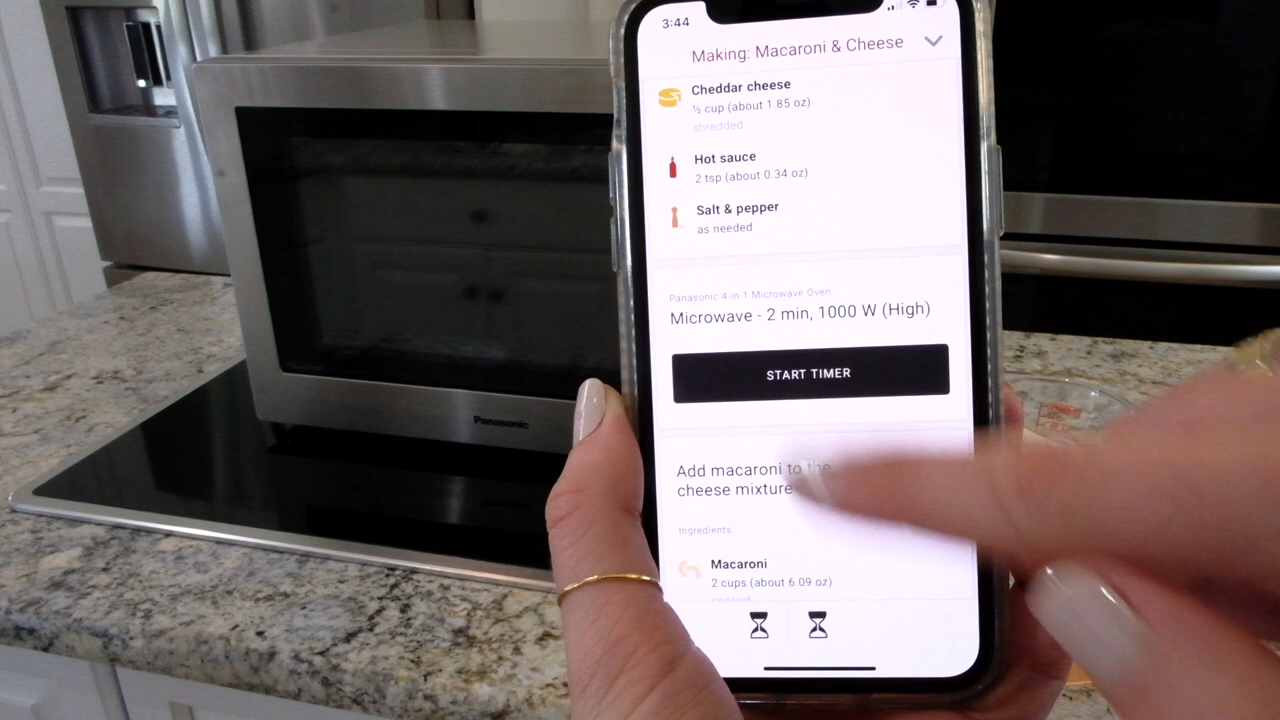 3:44
Making: Macaroni & Cheese
Cheddar cheese
½ cup (about 1.85 oz)
shredded
Hot sauce
2 tsp (about 0.34 oz)
Salt & pepper
as needed
Panasonic 4-in-1 Microwave Oven
Microwave - 2 min, 1000 W (High)
START TIMER
Panasonic
Add macaroni to the
cheese mixture
Ingredients
Macaroni
2 cups (about 6.09 oz)
cooked